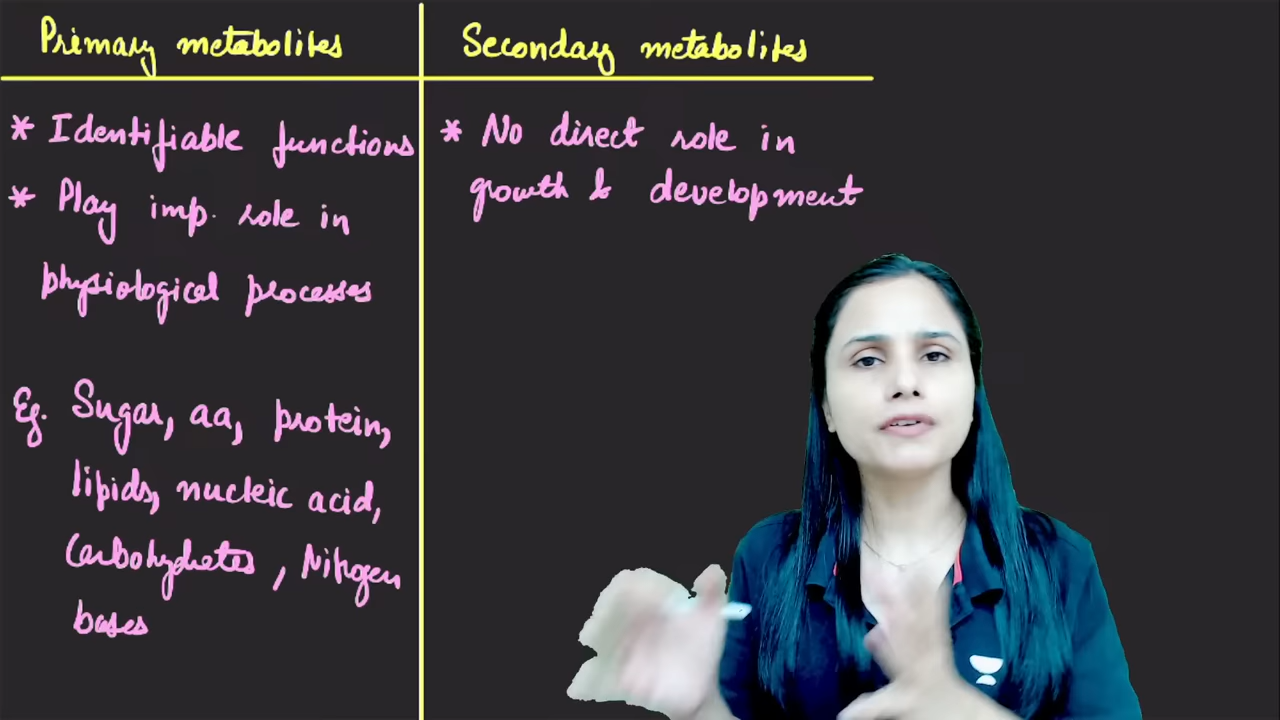 Primary metabolites
Secondary metabolites
* Identifiable functions
* Play imp. role in
physiological processes
Eg. Sugar, aa, protein,
lipids, nucleic acid,
Carbohydrates, Nitrogen
bases
* No direct role in
growth & development